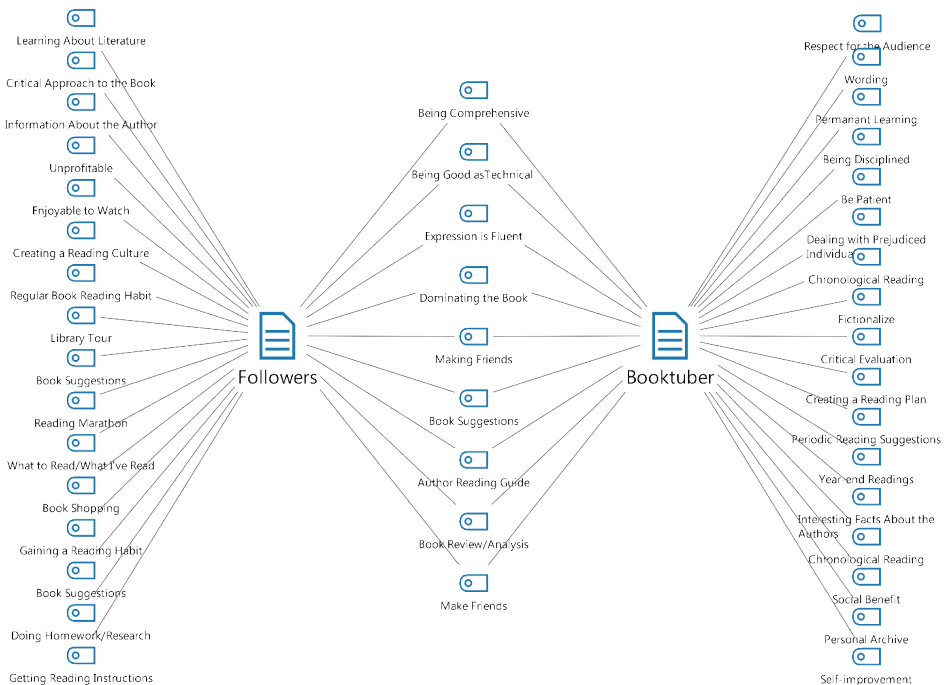 Learning About Literature
Critical Approach to the Book
Information About the Author
Unprofitable
Enjoyable to Watch
Creating a Reading Culture
Regular Book Reading Habit
Library Tour
Book Suggestions
Reading Marathon
What to Read/What I've Read
Book Shopping
Gaining a Reading Habit
Book Suggestions
Doing Homework/Research
Getting Reading Instructions
Followers
Being Comprehensive
Being Good asTechnical
Expression is Fluent
Dominating the Book
Making Friends
Book Suggestions
Author Reading Guide
Book Review/Analysis
Make Friends
Booktuber
Respect for the Audience
Wording
Permanant Learning
Being Disciplined
Be Patient
Dealing with Prejudiced
Individua
Chronological Reading
Fictionalize
Critical Evaluation
Creating a Reading Plan
Periodic Reading Suggestions
Year-end Readings
Interesting Facts About the
Authors
Chronological Reading
Social Benefit
Personal Archive
Self-improvement